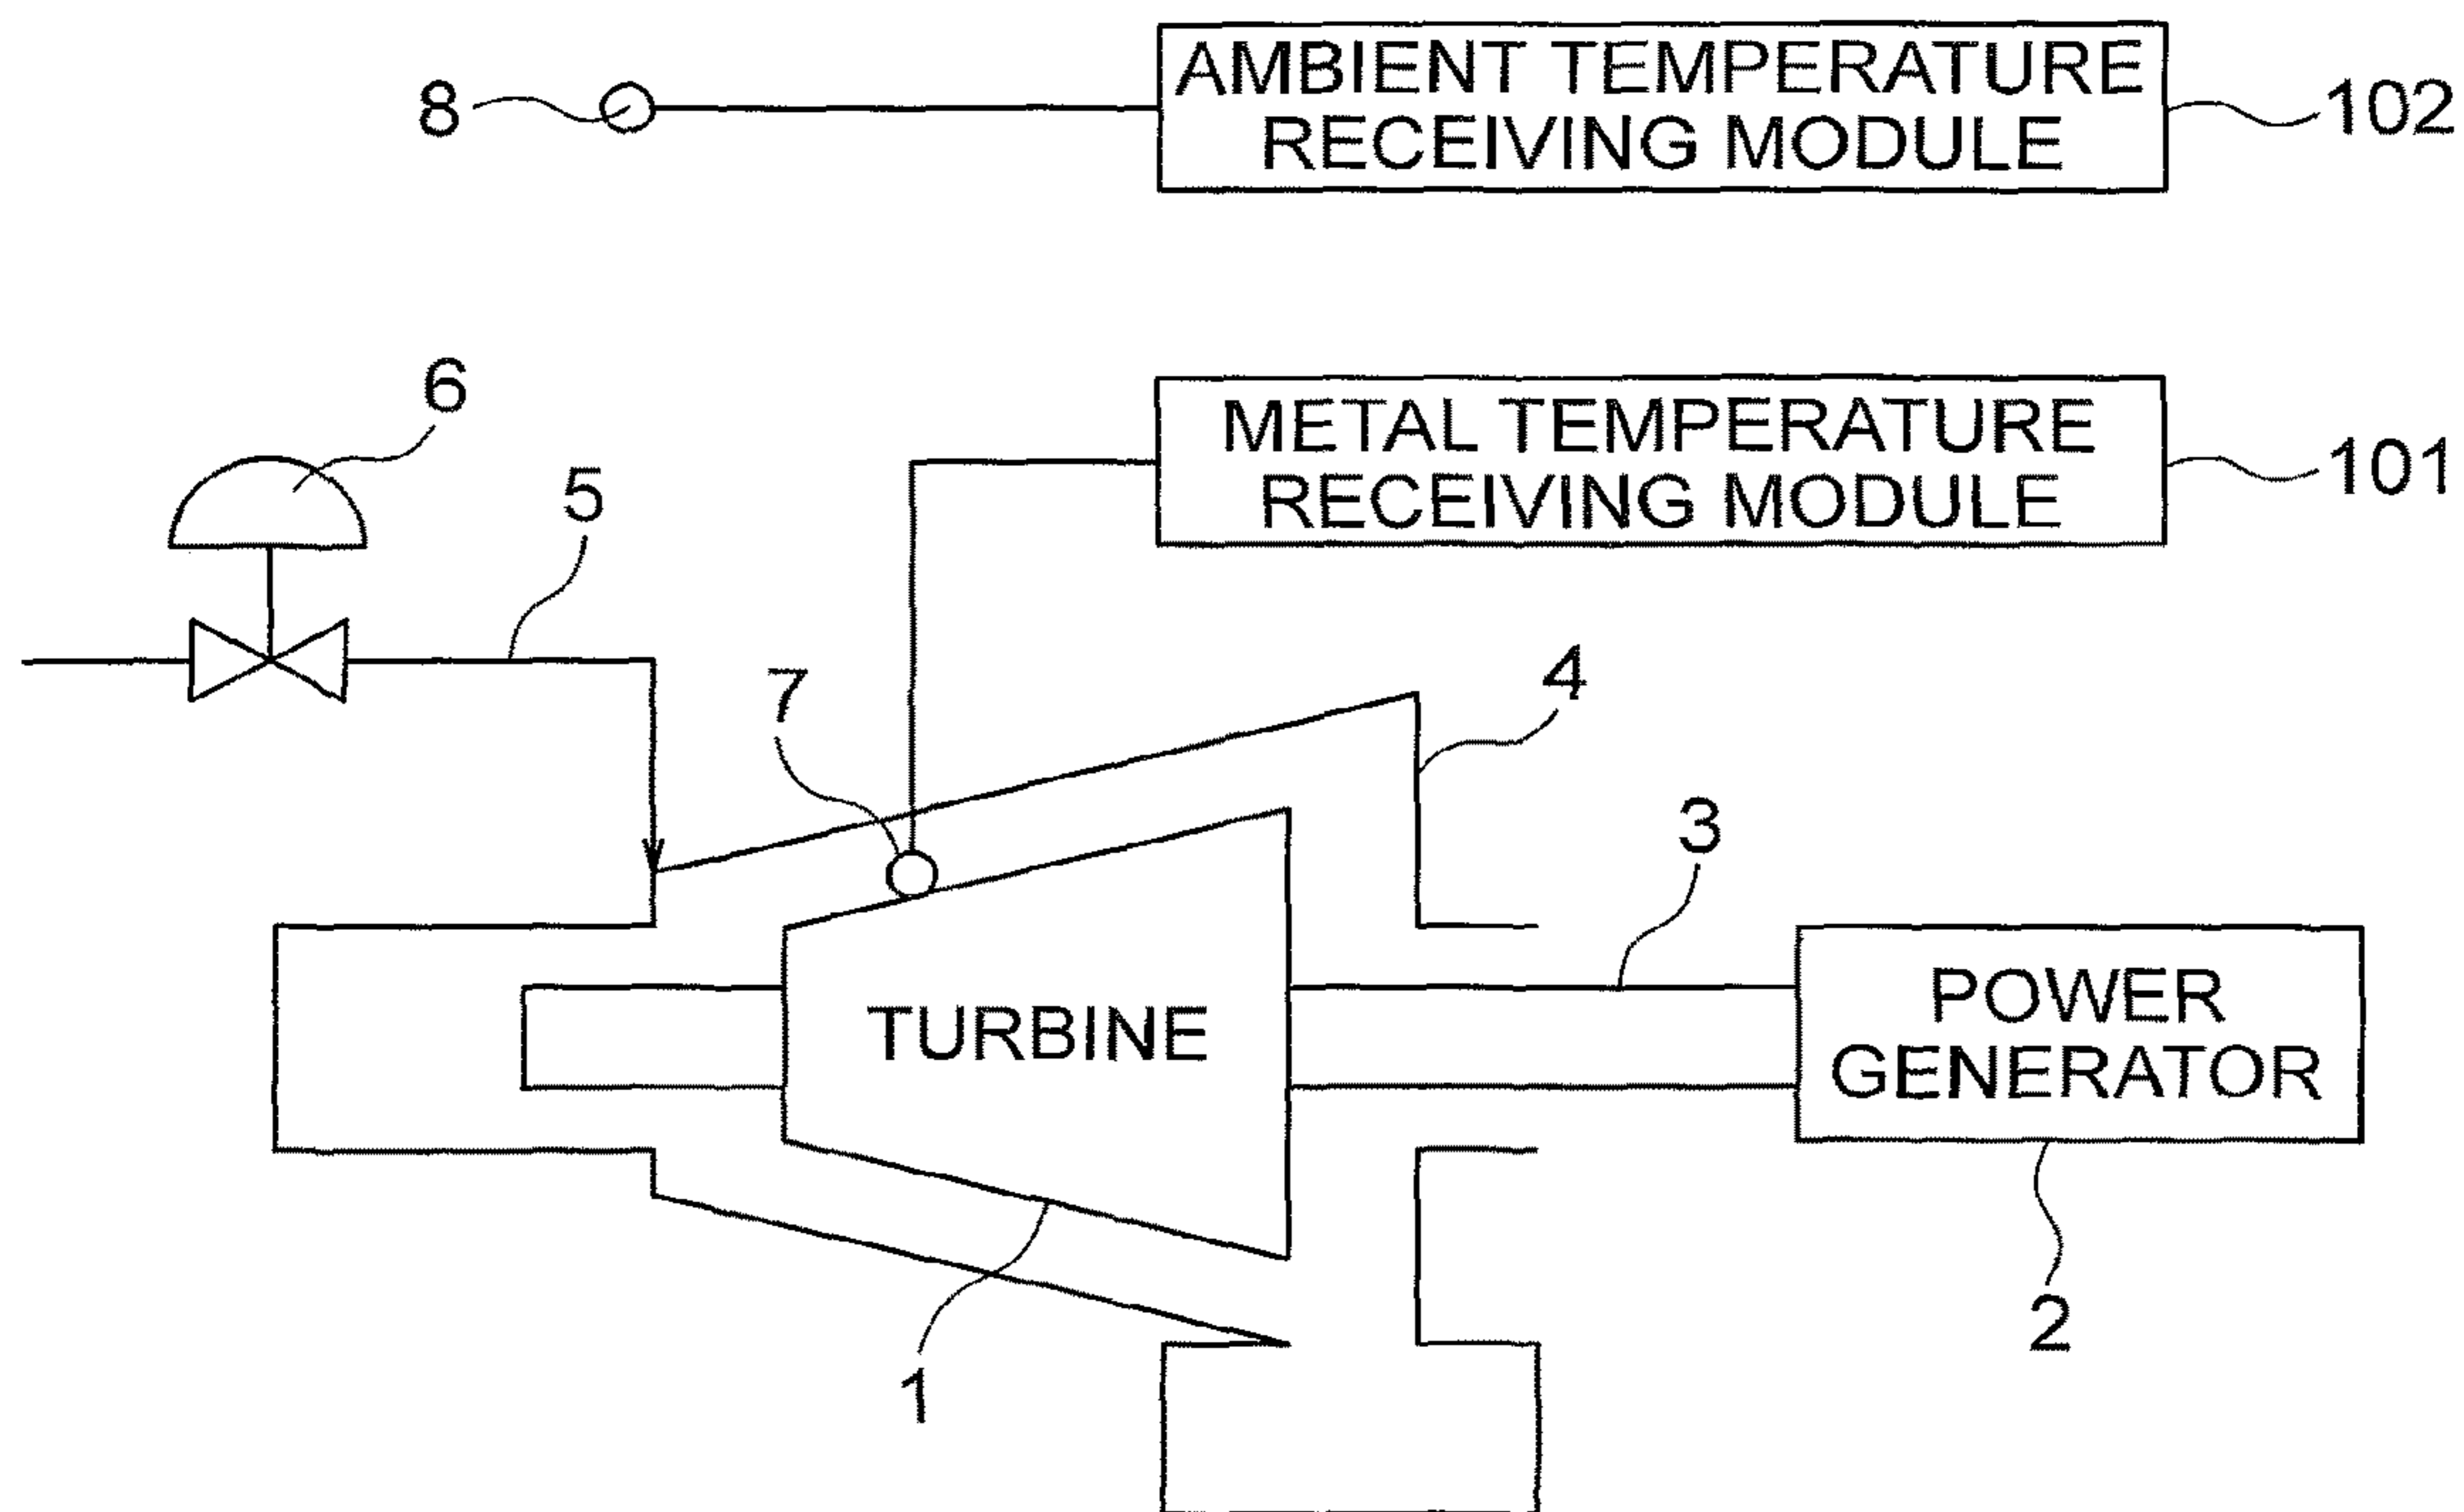 AMBIENT TEMPERATURE
RECEIVING MODULE
8
102
6
METAL TEMPERATURE
RECEIVING MODULE
101
5
7
4
3
TURBINE
POWER
GENERATOR
1
2